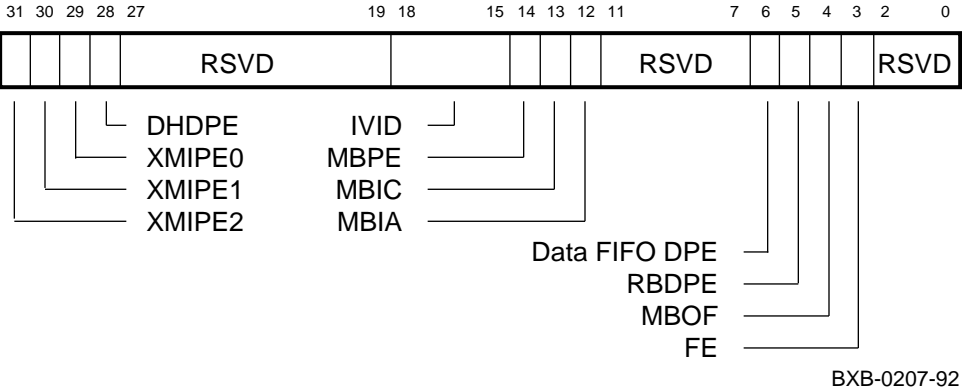 31 30 29 28 27 19 18 15 14 13 12 11 7 6 5 4 3 2 0
RSVD RSVD RSVD
DHDPE IVID
XMIPE0 MBPE
XMIPE1 MBIC
XMIPE2 MBIA
Data FIFO DPE
RBDPE
MBOF
FE
BXB-0207-92